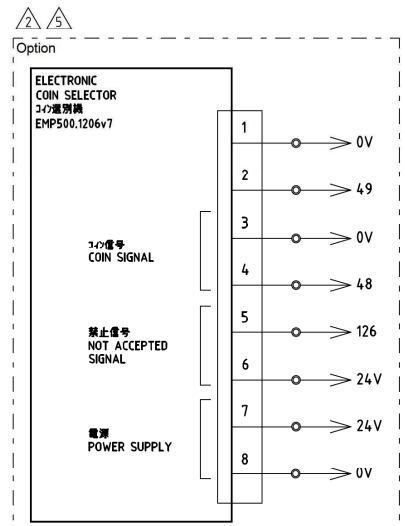 2 5
Option
ELECTRONIC
COIN SELECTOR
コイン選別機
EMP500.1206v7
1 0V
2 49
3 0V
コイン信号
COIN SIGNAL
4 48
5 126
禁止信号
NOT ACCEPTED
SIGNAL
6 24V
7 24V
電源
POWER SUPPLY
8 0V